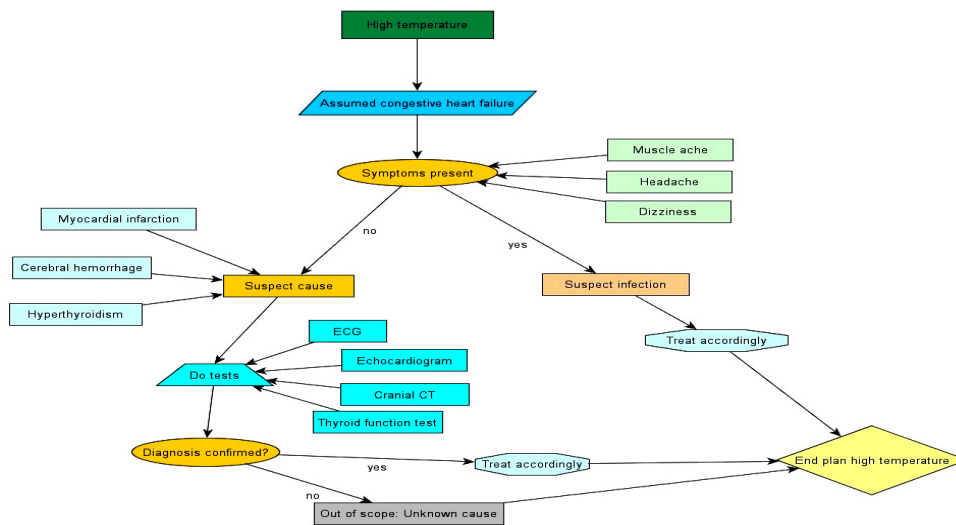 High temperature
Assumed congestive heart failure
Muscle ache
Symptoms present
Headache
Dizziness
Myocardial infarction
no
yes
Cerebral hemorrhage
Suspect cause
Suspect infection
Hyperthyroidism
ECG
Treat accordingly
Echocardiogram
Do tests
Cranial CT
Thyroid function test
Diagnosis confirmed?
yes
Treat accordingly
End plan high temperature
no
Out of scope: Unknown cause